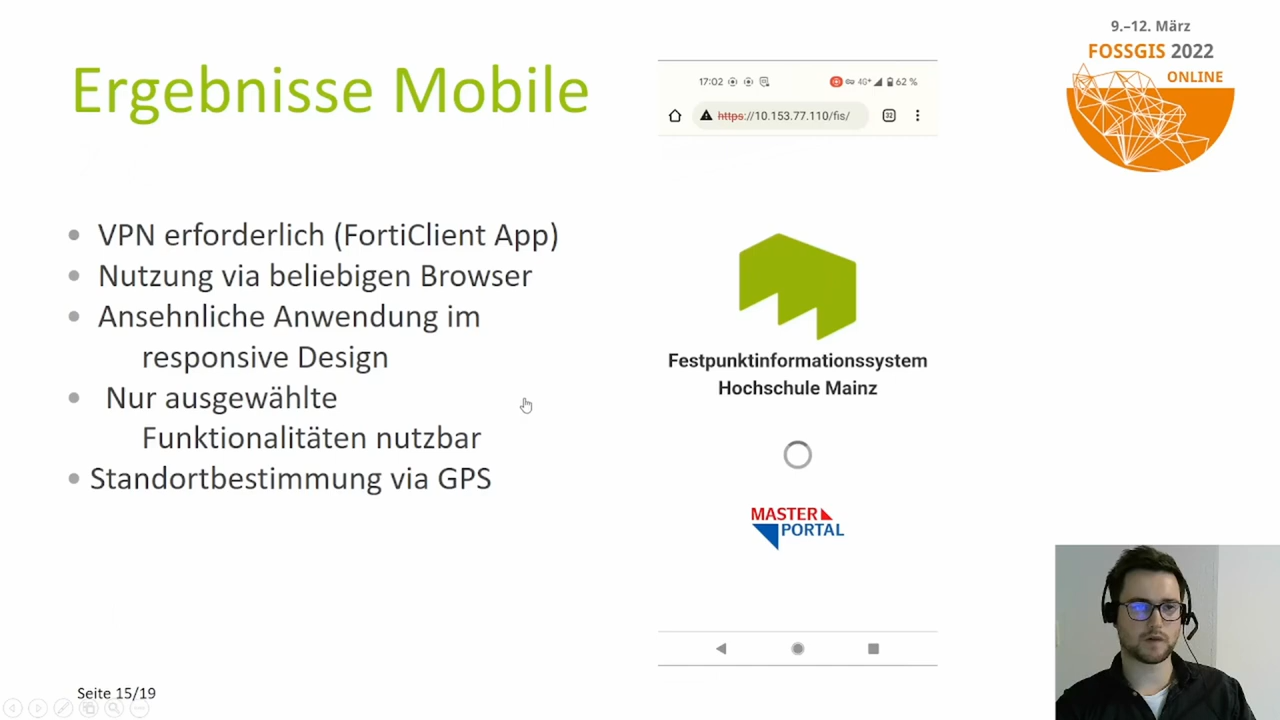 9.–12. März
FOSSGIS 2022
ONLINE
Ergebnisse Mobile
VPN erforderlich (FortiClient App)
Nutzung via beliebigen Browser
Ansehnliche Anwendung im
responsive Design
Nur ausgewählte
Funktionalitäten nutzbar
Standortbestimmung via GPS
17:02 4G+ 62 %
https://10.153.77.110/fis/ 32
Festpunktinformationssystem
Hochschule Mainz
MASTER
PORTAL
Seite 15/19